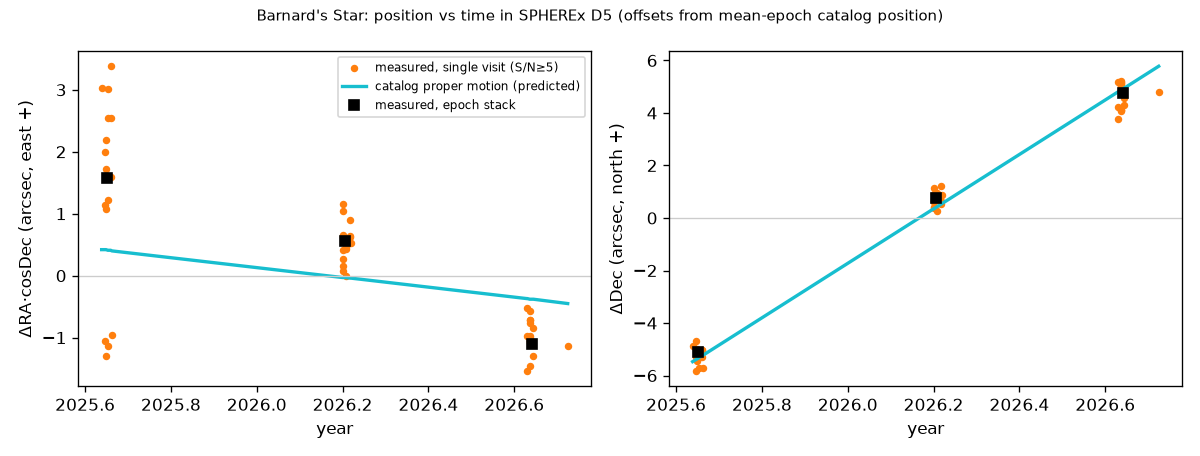 Barnard's Star: position vs time in SPHEREx D5 (offsets from mean-epoch catalog position)
measured, single visit (S/N≥5)
catalog proper motion (predicted)
measured, epoch stack
ΔRA·cosDec (arcsec, east +)
3
2
1
0
−1
2025.6 2025.8 2026.0 2026.2 2026.4 2026.6
year
ΔDec (arcsec, north +)
6
4
2
0
−2
−4
−6
2025.6 2025.8 2026.0 2026.2 2026.4 2026.6
year